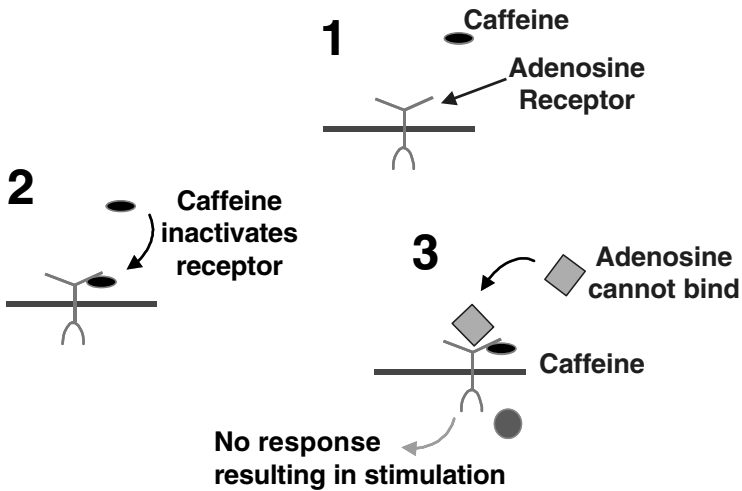 1
Caffeine
Adenosine
Receptor
2
Caffeine
inactivates
receptor
3
Adenosine
cannot bind
Caffeine
No response
resulting in stimulation